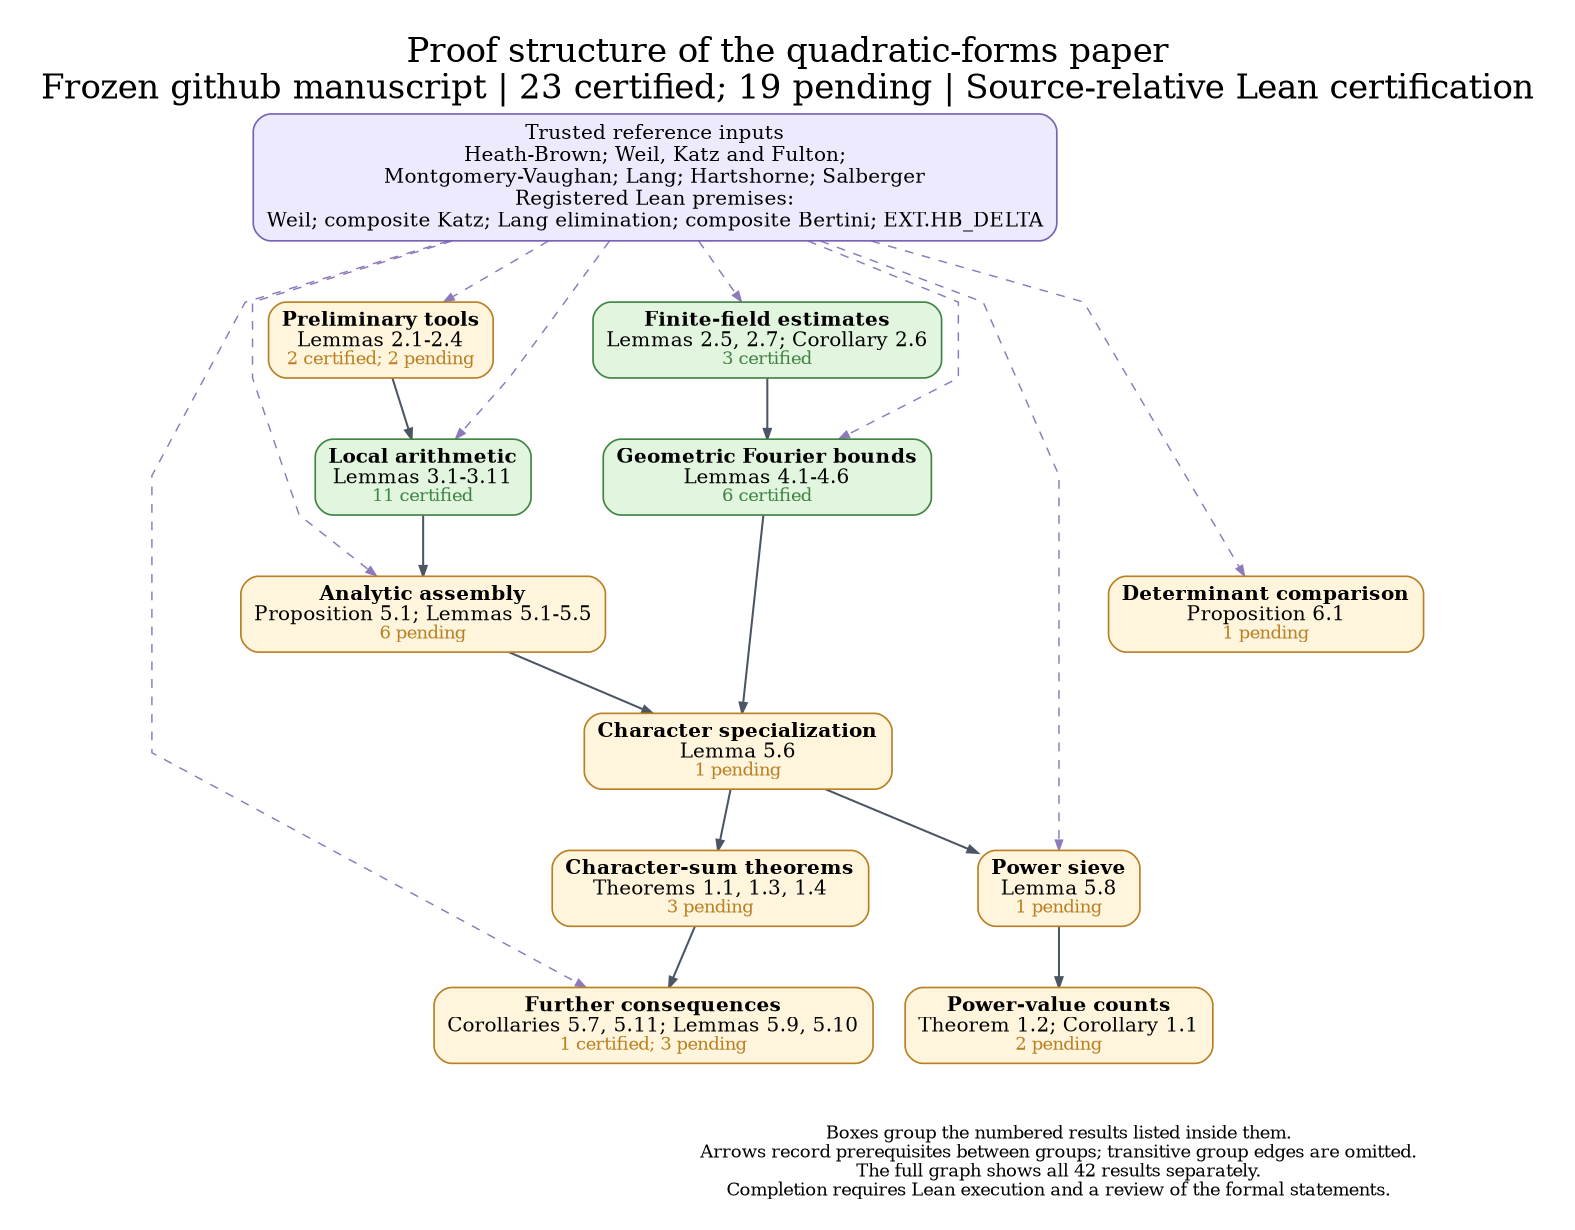 Proof structure of the quadratic-forms paper
Frozen github manuscript | 23 certified; 19 pending | Source-relative Lean certification
Trusted reference inputs
Heath-Brown; Weil, Katz and Fulton;
Montgomery-Vaughan; Lang; Hartshorne; Salberger
Registered Lean premises:
Weil; composite Katz; Lang elimination; composite Bertini; EXT.HB_DELTA
Preliminary tools
Lemmas 2.1-2.4
2 certified; 2 pending
Finite-field estimates
Lemmas 2.5, 2.7; Corollary 2.6
3 certified
Local arithmetic
Lemmas 3.1-3.11
11 certified
Geometric Fourier bounds
Lemmas 4.1-4.6
6 certified
Analytic assembly
Proposition 5.1; Lemmas 5.1-5.5
6 pending
Determinant comparison
Proposition 6.1
1 pending
Character specialization
Lemma 5.6
1 pending
Character-sum theorems
Theorems 1.1, 1.3, 1.4
3 pending
Power sieve
Lemma 5.8
1 pending
Further consequences
Corollaries 5.7, 5.11; Lemmas 5.9, 5.10
1 certified; 3 pending
Power-value counts
Theorem 1.2; Corollary 1.1
2 pending
Boxes group the numbered results listed inside them.
Arrows record prerequisites between groups; transitive group edges are omitted.
The full graph shows all 42 results separately.
Completion requires Lean execution and a review of the formal statements.